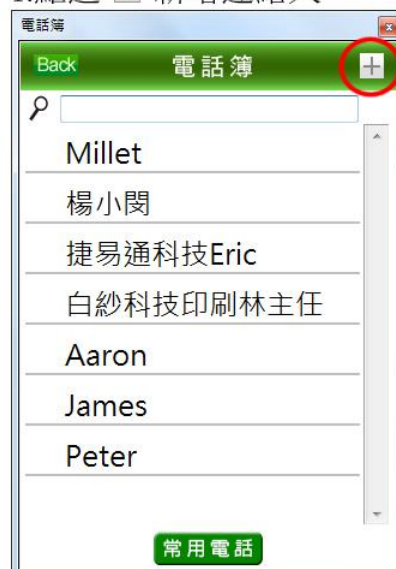 電話簿
Back
電話簿
+
Millet
楊小閔
捷易通科技Eric
白紗科技印刷林主任
Aaron
James
Peter
常用電話